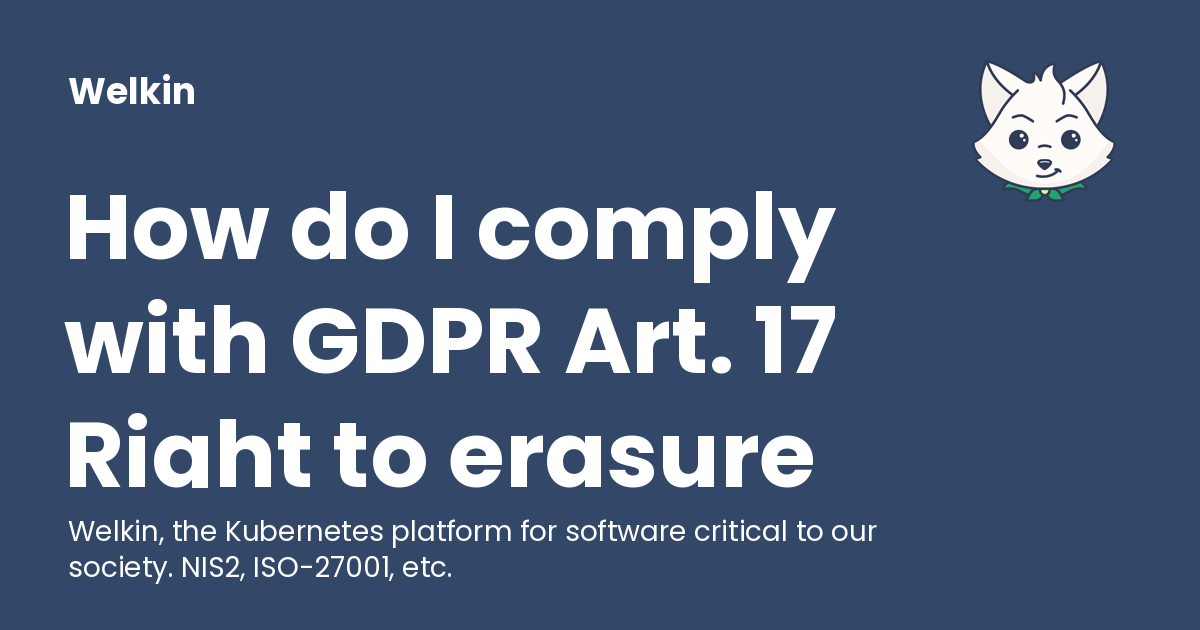 Welkin
How do I comply
with GDPR Art. 17
Right to erasure
Welkin, the Kubernetes platform for software critical to our
society. NIS2, ISO-27001, etc.